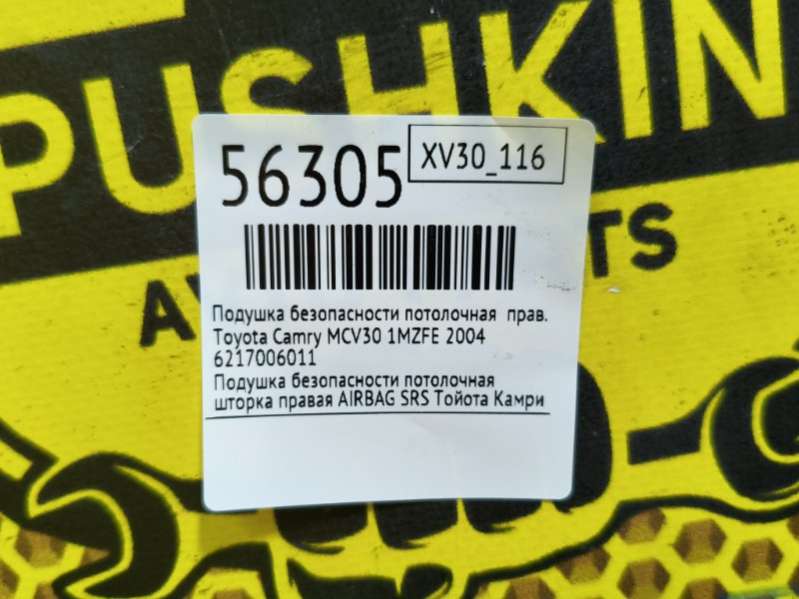 PUSHKIN
TS
56305
XV30_116
Подушка безопасности потолочная прав.
Toyota Camry MCV30 1MZFE 2004
6217006011
Подушка безопасности потолочная
шторка правая AIRBAG SRS Тойота Камри